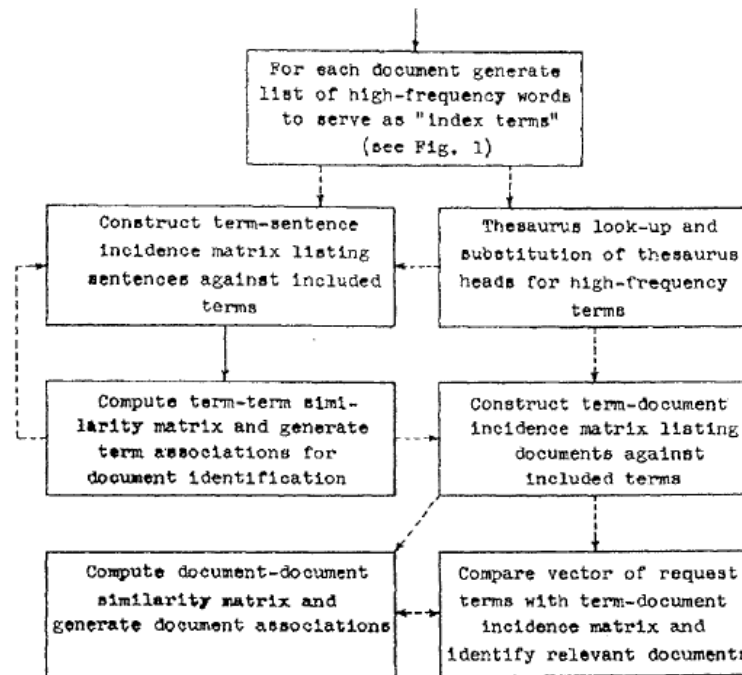 For each document generate
list of high-frequency words
to serve as "index terms"
(see Fig. 1)
Construct term-sentence
incidence matrix listing
sentences against included
terms
Thesaurus look-up and
substitution of thesaurus
heads for high-frequency
terms
Compute term-term simi-
larity matrix and generate
term associations for
document identification
Construct term-document
incidence matrix listing
documents against
included terms
Compute document-document
similarity matrix and
generate document associations
Compare vector of request
terms with term-document
incidence matrix and
identify relevant documents